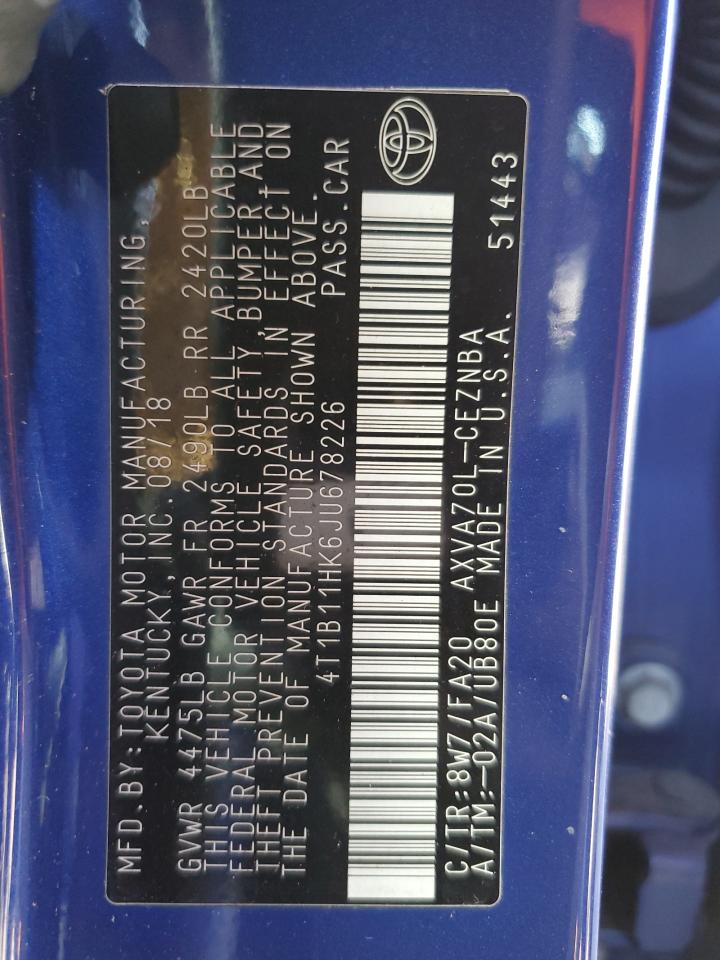 MFD.BY:TOYOTA MOTOR MANUFACTURING,
KENTUCKY, INC. 08/18
GVWR 4475LB GAWR FR 2490LB RR 2420LB
THIS VEHICLE CONFORMS TO ALL APPLICABLE
FEDERAL MOTOR VEHICLE SAFETY, BUMPER AND
THEFT PREVENTION STANDARDS IN EFFECT ON
THE DATE OF MANUFACTURE SHOWN ABOVE.
4T1B11HK6JU678226 PASS.CAR
C/TR:8W7/FA20 AXVA70L-CEZNBA
A/TM:-02A/UB80E MADE IN U.S.A. 51443